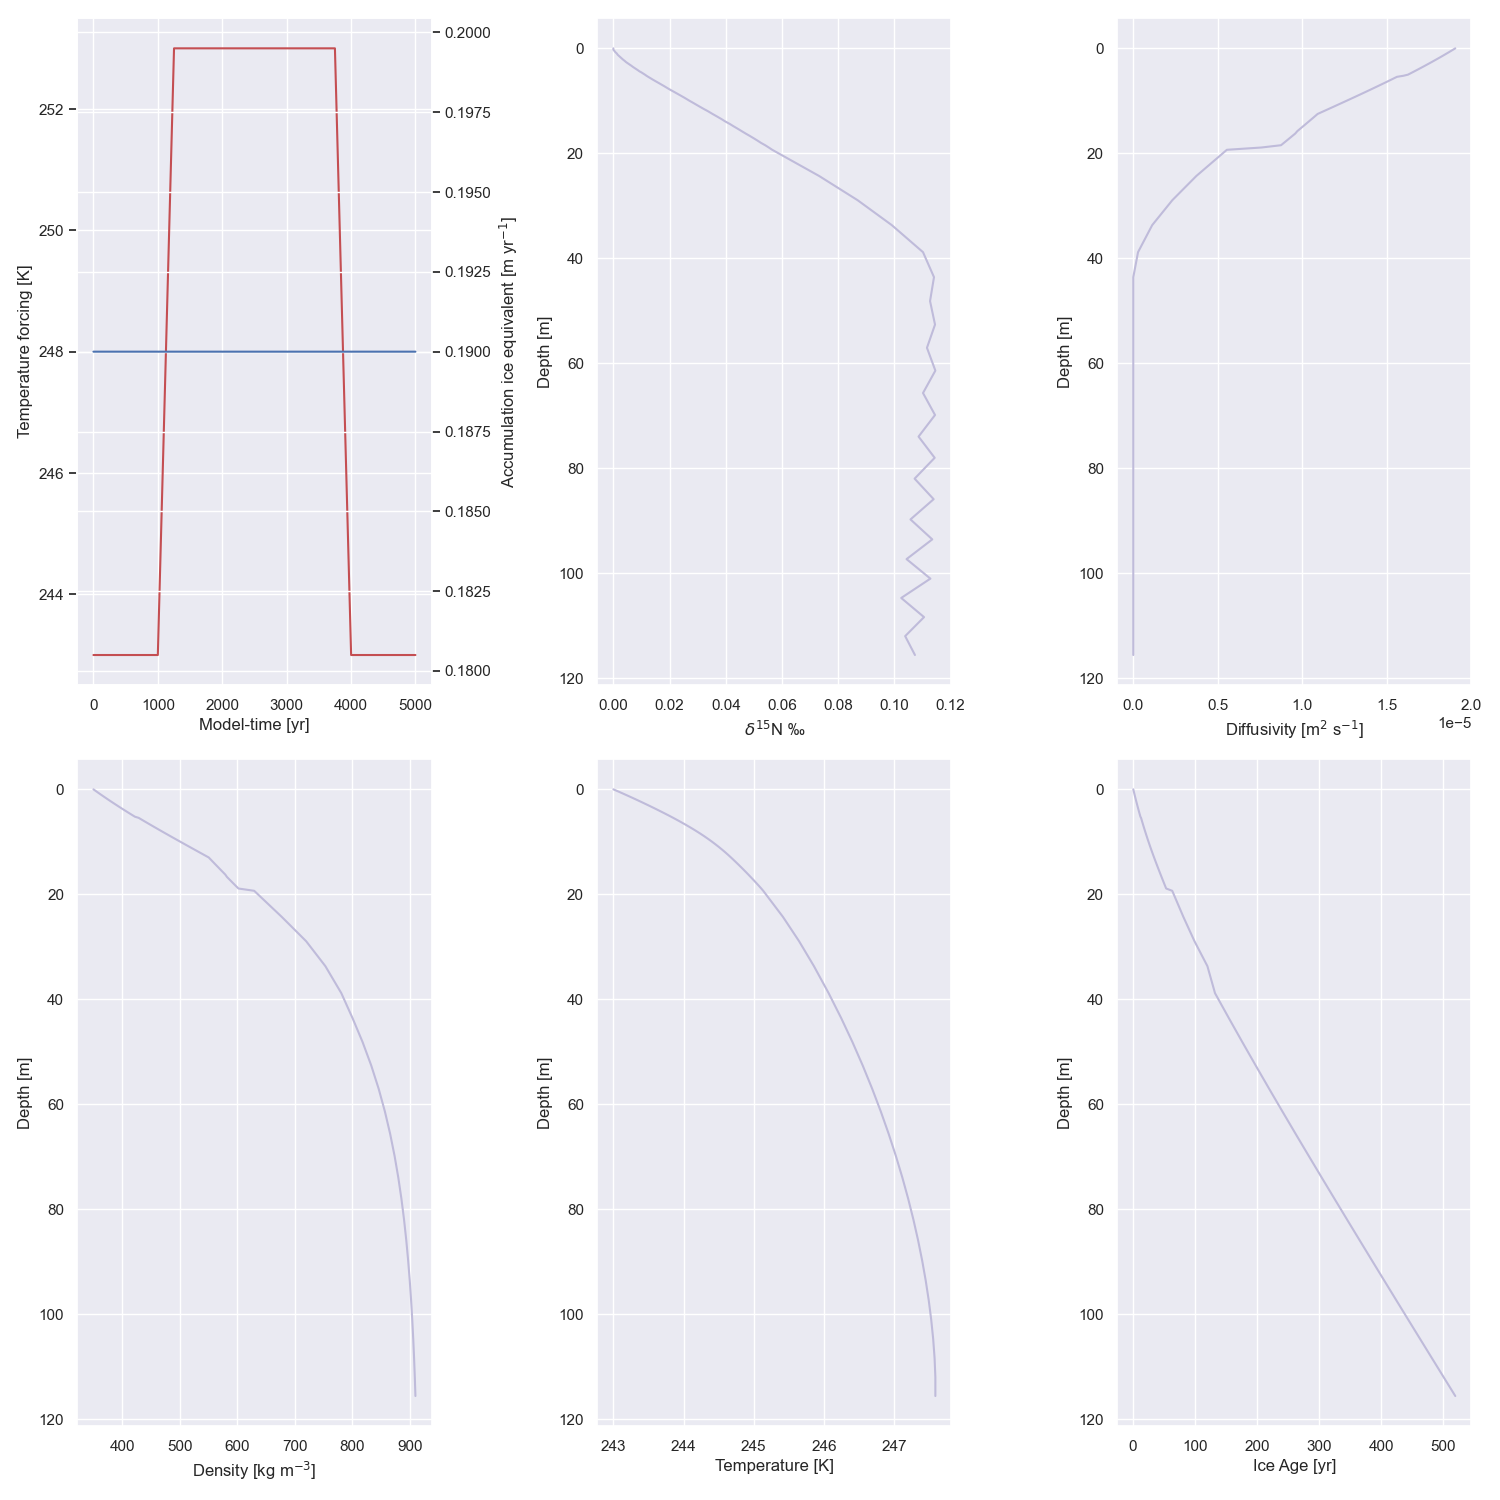 Temperature forcing [K]
252
250
248
246
244
0.2000
0.1975
0.1950
0.1925
0.1900
0.1875
0.1850
0.1825
0.1800
Accumulation ice equivalent [m yr⁻¹]
0 1000 2000 3000 4000 5000
Model-time [yr]
Depth [m]
0
20
40
60
80
100
120
0.00 0.02 0.04 0.06 0.08 0.10 0.12
δ¹⁵N ‰
Depth [m]
0
20
40
60
80
100
120
0.0 0.5 1.0 1.5 2.0
1e−5
Diffusivity [m² s⁻¹]
Depth [m]
0
20
40
60
80
100
120
400 500 600 700 800 900
Density [kg m⁻³]
Depth [m]
0
20
40
60
80
100
120
243 244 245 246 247
Temperature [K]
Depth [m]
0
20
40
60
80
100
120
0 100 200 300 400 500
Ice Age [yr]